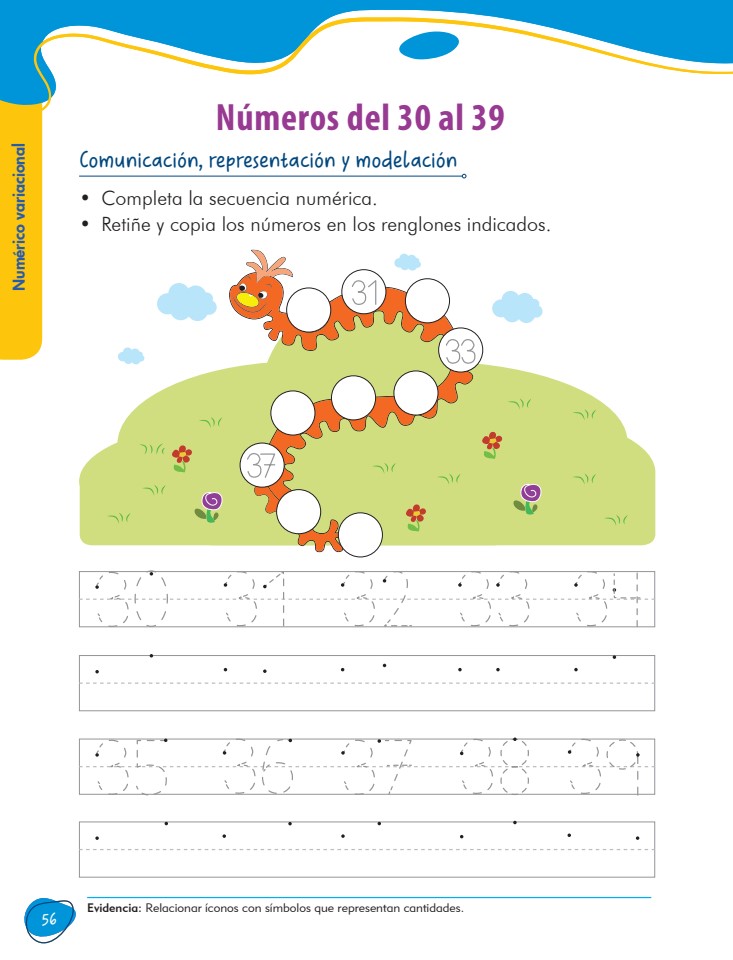 Números del 30 al 39
Comunicación, representación y modelación
Numérico variacional
• Completa la secuencia numérica.
• Retiñe y copia los números en los renglones indicados.
31
33
37
30 31 32 33 34
35 36 37 38 39
56
Evidencia: Relacionar íconos con símbolos que representan cantidades.